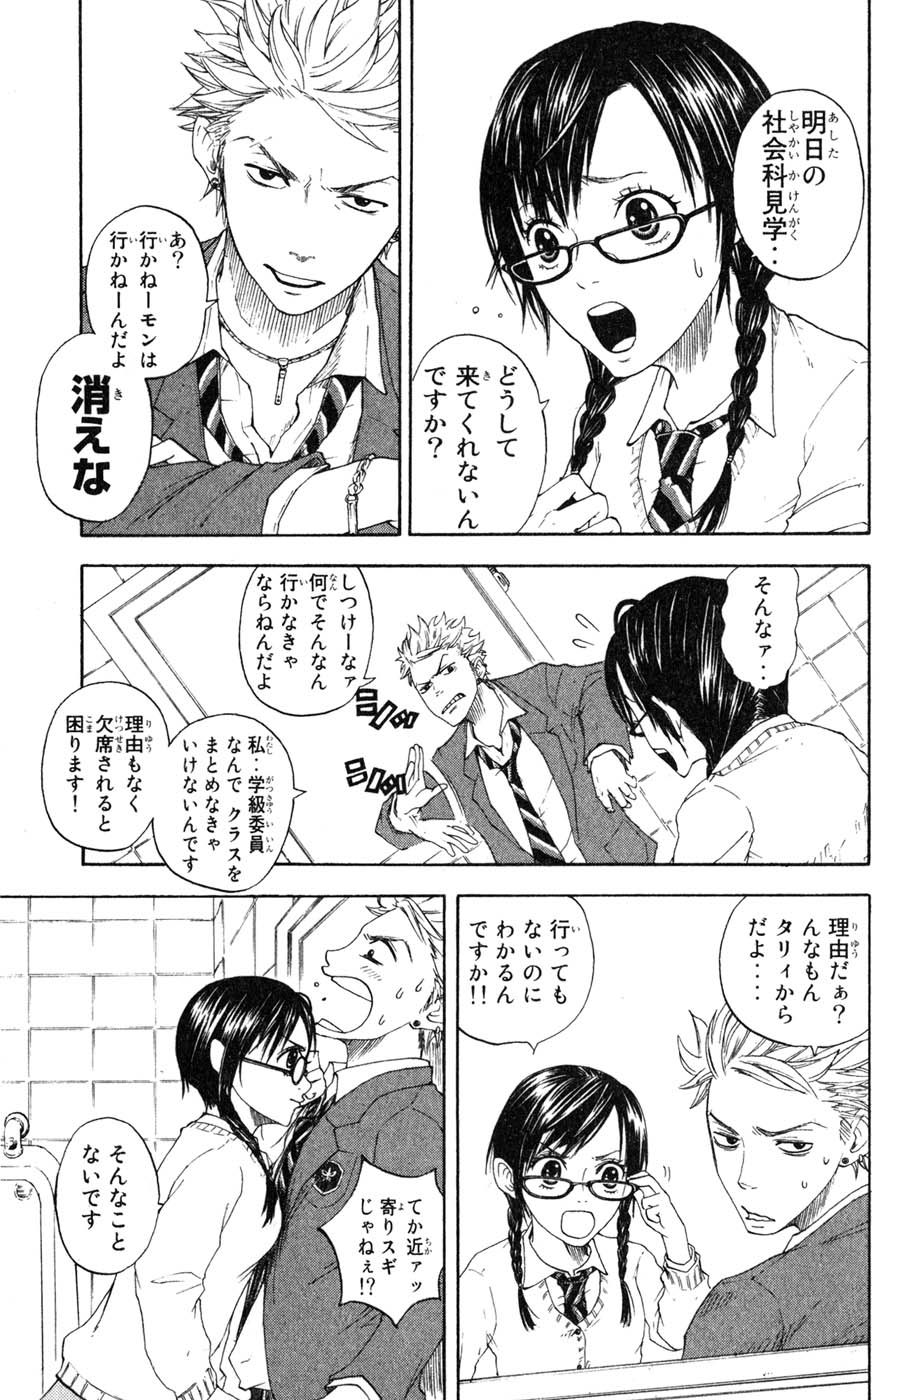 明日の
社会科見学‥
どうして
来てくれないん
ですか?
あ?
行かねーモンは
行かねーんだよ
消えな
そんなァ‥
しつけーなァ
何でそんなん
行かなきゃ
ならねんだよ
私‥学級委員
なんで クラスを
まとめなきゃ
いけないんです
理由もなく
欠席されると
困ります!
理由だぁ?
んなもん
タリィから
だよ‥‥
行っても
ないのに
わかるん
ですか!!
てか近ァッ
寄りスギ
じゃねぇ!?
そんなこと
ないです